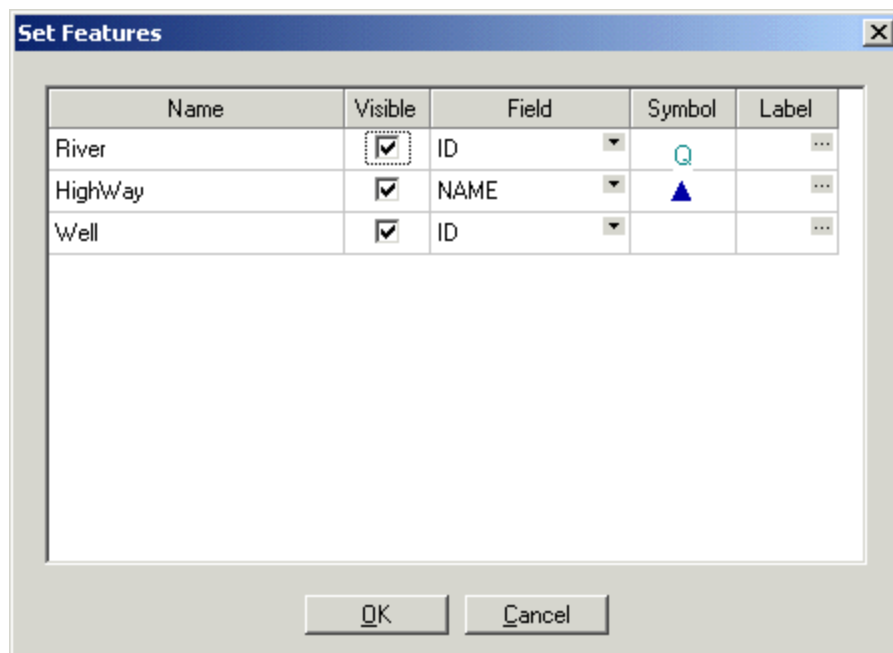 Set Features
Name Visible Field Symbol Label
River ID Q ...
HighWay NAME ...
Well ID ...
OK Cancel